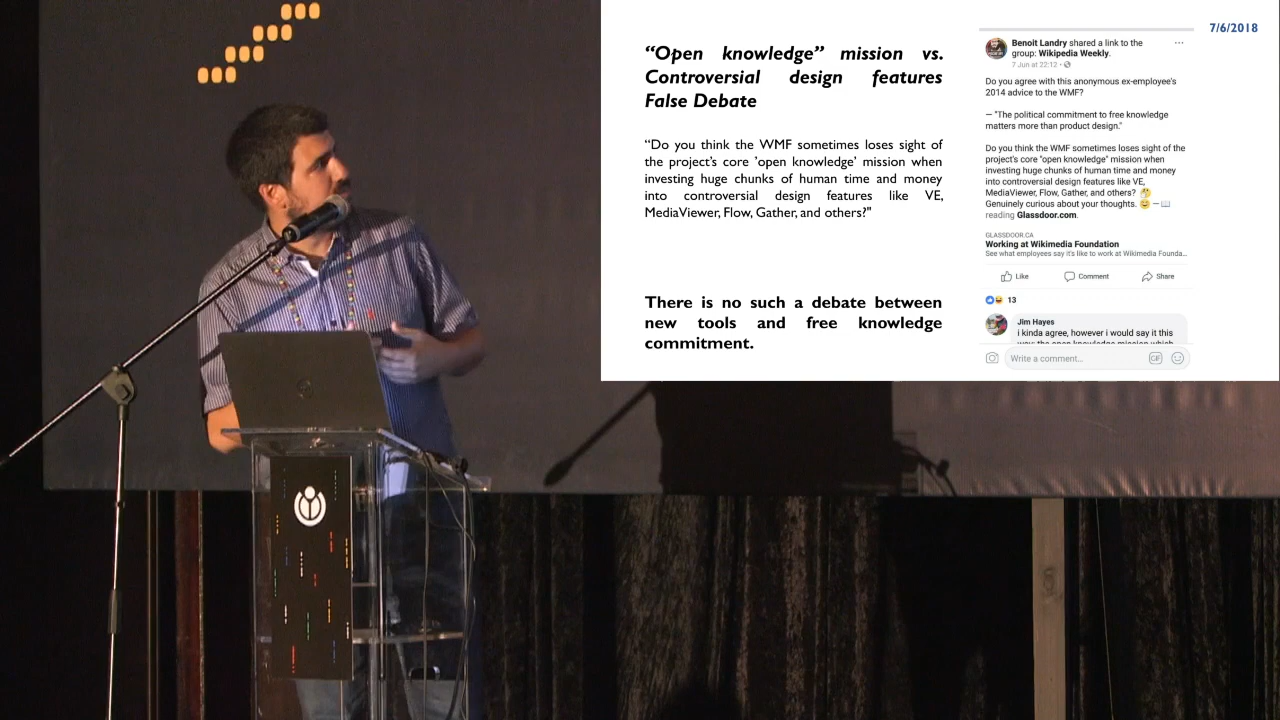 “Open knowledge” mission vs.
Controversial design features
False Debate
“Do you think the WMF sometimes loses sight of
the project's core 'open knowledge' mission when
investing huge chunks of human time and money
into controversial design features like VE,
MediaViewer, Flow, Gather, and others?"
There is no such a debate between
new tools and free knowledge
commitment.
7/6/2018
Benoit Landry shared a link to the
group: Wikipedia Weekly.
7 Jun at 22:12 •
Do you agree with this anonymous ex-employee's
2014 advice to the WMF?
— "The political commitment to free knowledge
matters more than product design."
Do you think the WMF sometimes loses sight of the
project's core "open knowledge" mission when
investing huge chunks of human time and money
into controversial design features like VE,
MediaViewer, Flow, Gather, and others? 🤔
Genuinely curious about your thoughts. 😅 — 📖
reading Glassdoor.com.
GLASSDOOR.CA
Working at Wikimedia Foundation
See what employees say it's like to work at Wikimedia Founda...
Like Comment Share
13
Jim Hayes
i kinda agree, however i would say it this
way: the open knowledge mission which
Write a comment... GIF